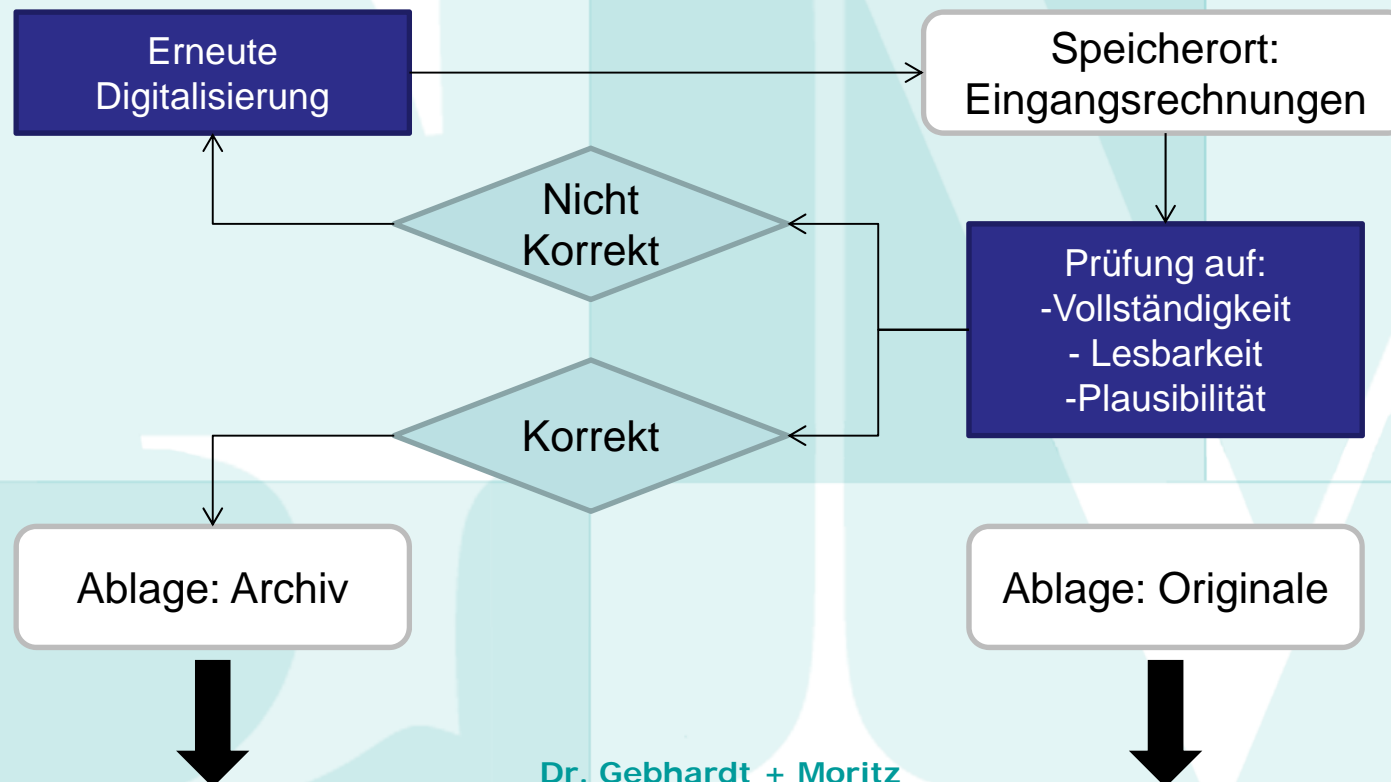 Erneute
Digitalisierung
Speicherort:
Eingangsrechnungen
Nicht
Korrekt
Prüfung auf:
-Vollständigkeit
- Lesbarkeit
-Plausibilität
Korrekt
Ablage: Archiv
Ablage: Originale
Dr. Gebhardt + Moritz